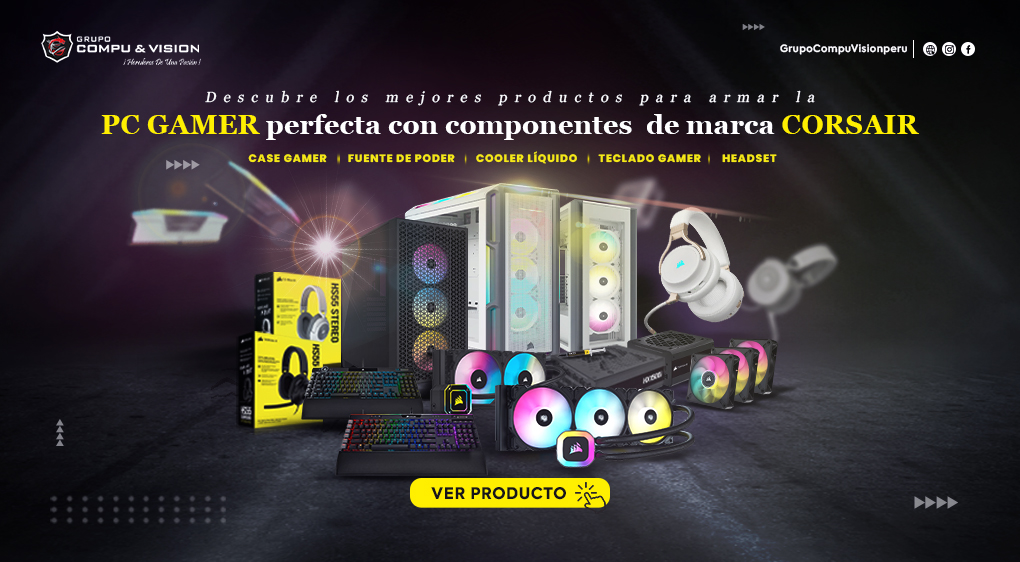 GRUPO
COMPU & VISION
¡ Herederos De Una Pasión !
GrupoCompuVisionperu
Descubre los mejores productos para armar la
PC GAMER perfecta con componentes de marca CORSAIR
CASE GAMER | FUENTE DE PODER | COOLER LÍQUIDO | TECLADO GAMER | HEADSET
HS55 STEREO
HS55
VER PRODUCTO